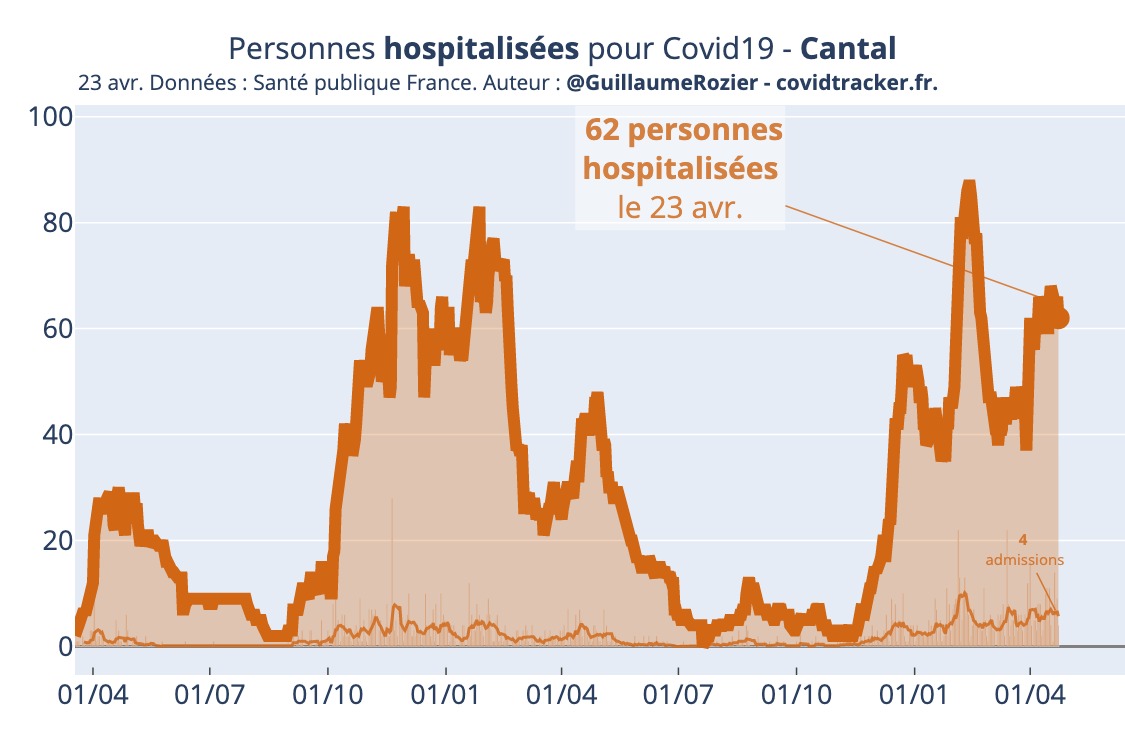 Personnes hospitalisées pour Covid19 - Cantal
23 avr. Données : Santé publique France. Auteur : @GuillaumeRozier - covidtracker.fr.
100
62 personnes
hospitalisées
le 23 avr.
80
60
40
20
4
admissions
0
01/04 01/07 01/10 01/01 01/04 01/07 01/10 01/01 01/04